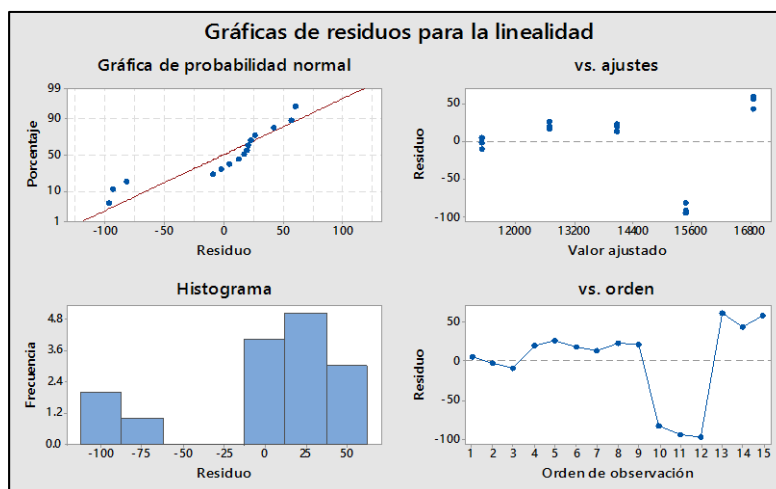 Gráficas de residuos para la linealidad
Gráfica de probabilidad normal
99
90
50
10
1
Porcentaje
-100 -50 0 50 100
Residuo
vs. ajustes
50
0
-50
-100
Residuo
12000 13200 14400 15600 16800
Valor ajustado
Histograma
4.8
3.6
2.4
1.2
0.0
Frecuencia
-100 -75 -50 -25 0 25 50
Residuo
vs. orden
50
0
-50
-100
Residuo
1 2 3 4 5 6 7 8 9 10 11 12 13 14 15
Orden de observación